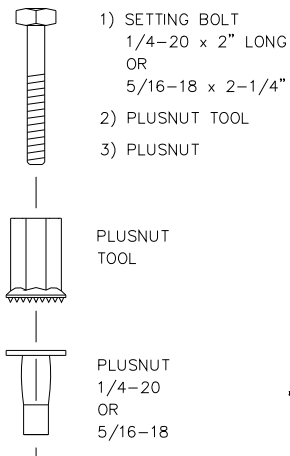 1) SETTING BOLT
1/4-20 x 2" LONG
OR
5/16-18 x 2-1/4"
2) PLUSNUT TOOL
3) PLUSNUT
PLUSNUT
TOOL
PLUSNUT
1/4-20
OR
5/16-18